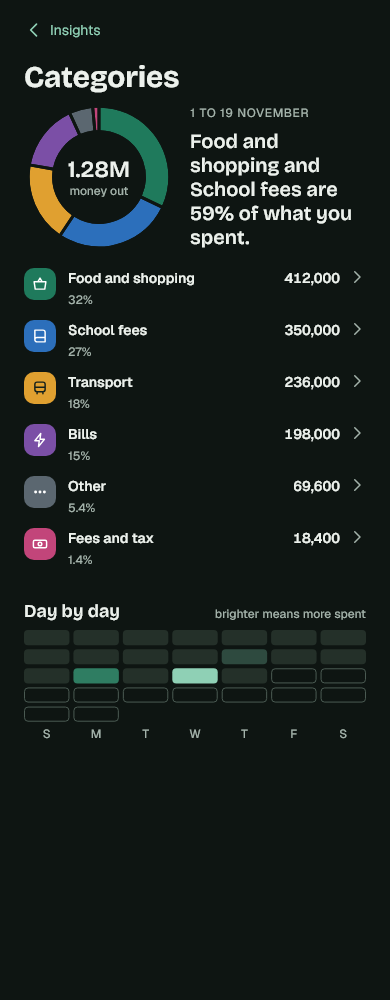 Insights
Categories
1.28M
money out
1 TO 19 NOVEMBER
Food and
shopping and
School fees are
59% of what you
spent.
Food and shopping 412,000
32%
School fees 350,000
27%
Transport 236,000
18%
Bills 198,000
15%
Other 69,600
5.4%
Fees and tax 18,400
1.4%
Day by day brighter means more spent
S M T W T F S